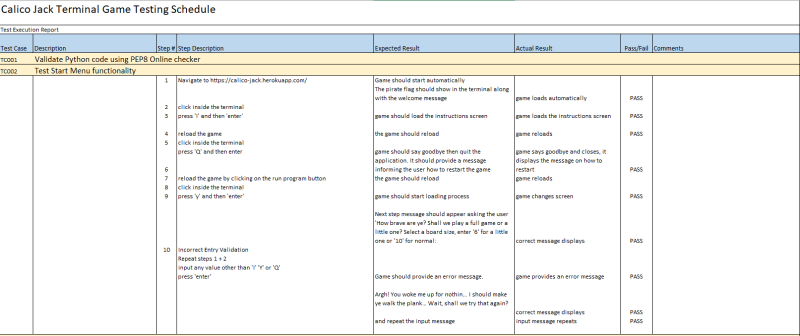 Calico Jack Terminal Game Testing Schedule
Test Execution Report
Test Case Description Step # Step Description Expected Result Actual Result Pass/Fail Comments
TC001 Validate Python code using PEP8 Online checker
TC002 Test Start Menu functionality
1 Navigate to https://calico-jack.herokuapp.com/ Game should start automatically
The pirate flag should show in the terminal along
with the welcome message game loads automatically PASS
2 click inside the terminal
3 press 'i' and then 'enter' game should load the instructions screen game loads the instructions screen PASS
4 reload the game the game should reload game reloads PASS
5 click inside the terminal
press 'Q' and then enter game should say goodbye then quit the game says goodbye and closes, it
application. It should provide a message displays the message on how to
6 informing the user how to restart the game restart PASS
7 reload the game by clicking on the run program button the game should reload game reloads PASS
8 click inside the terminal
9 press 'y' and then 'enter' game should start loading process game changes screen PASS
Next step message should appear asking the user
'How brave are ye? Shall we play a full game or a
little one? Select a board size, enter '6' for a little
one or '10' for normal: correct message displays PASS
10 Incorrect Entry Validation
Repeat steps 1 + 2
input any value other than 'i' 'Y' or 'Q'
press 'enter' Game should provide an error message. game provides an error message PASS
Argh! You woke me up for nothin... I should make
ye walk the plank... Wait, shall we try that again?
correct message displays PASS
and repeat the input message input message repeats PASS